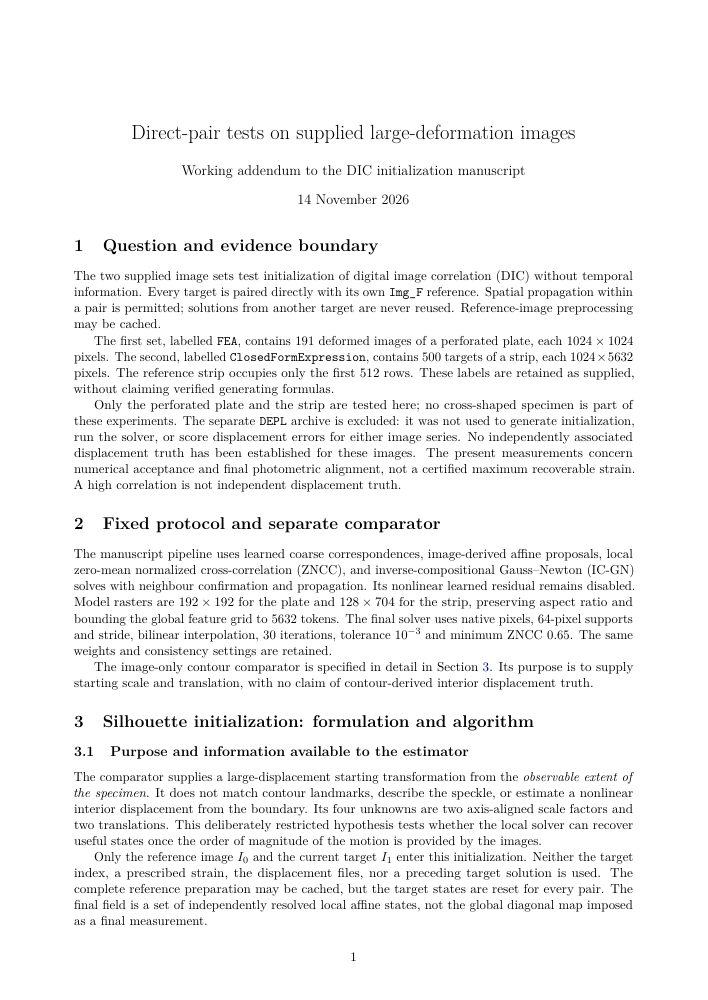 Direct-pair tests on supplied large-deformation images
Working addendum to the DIC initialization manuscript
14 November 2026
1 Question and evidence boundary
The two supplied image sets test initialization of digital image correlation (DIC) without temporal
information. Every target is paired directly with its own Img_F reference. Spatial propagation within
a pair is permitted; solutions from another target are never reused. Reference-image preprocessing
may be cached.
The first set, labelled FEA, contains 191 deformed images of a perforated plate, each 1024 × 1024
pixels. The second, labelled ClosedFormExpression, contains 500 targets of a strip, each 1024×5632
pixels. The reference strip occupies only the first 512 rows. These labels are retained as supplied,
without claiming verified generating formulas.
Only the perforated plate and the strip are tested here; no cross-shaped specimen is part of
these experiments. The separate DEPL archive is excluded: it was not used to generate initialization,
run the solver, or score displacement errors for either image series. No independently associated
displacement truth has been established for these images. The present measurements concern
numerical acceptance and final photometric alignment, not a certified maximum recoverable strain.
A high correlation is not independent displacement truth.
2 Fixed protocol and separate comparator
The manuscript pipeline uses learned coarse correspondences, image-derived affine proposals, local
zero-mean normalized cross-correlation (ZNCC), and inverse-compositional Gauss–Newton (IC-GN)
solves with neighbour confirmation and propagation. Its nonlinear learned residual remains disabled.
Model rasters are 192 × 192 for the plate and 128 × 704 for the strip, preserving aspect ratio and
bounding the global feature grid to 5632 tokens. The final solver uses native pixels, 64-pixel supports
and stride, bilinear interpolation, 30 iterations, tolerance 10⁻³ and minimum ZNCC 0.65. The same
weights and consistency settings are retained.
The image-only contour comparator is specified in detail in Section 3. Its purpose is to supply
starting scale and translation, with no claim of contour-derived interior displacement truth.
3 Silhouette initialization: formulation and algorithm
3.1 Purpose and information available to the estimator
The comparator supplies a large-displacement starting transformation from the observable extent of
the specimen. It does not match contour landmarks, describe the speckle, or estimate a nonlinear
interior displacement from the boundary. Its four unknowns are two axis-aligned scale factors and
two translations. This deliberately restricted hypothesis tests whether the local solver can recover
useful states once the order of magnitude of the motion is provided by the images.
Only the reference image I₀ and the current target I₁ enter this initialization. Neither the target
index, a prescribed strain, the displacement files, nor a preceding target solution is used. The
complete reference preparation may be cached, but the target states are reset for every pair. The
final field is a set of independently resolved local affine states, not the global diagonal map imposed
as a final measurement.
1